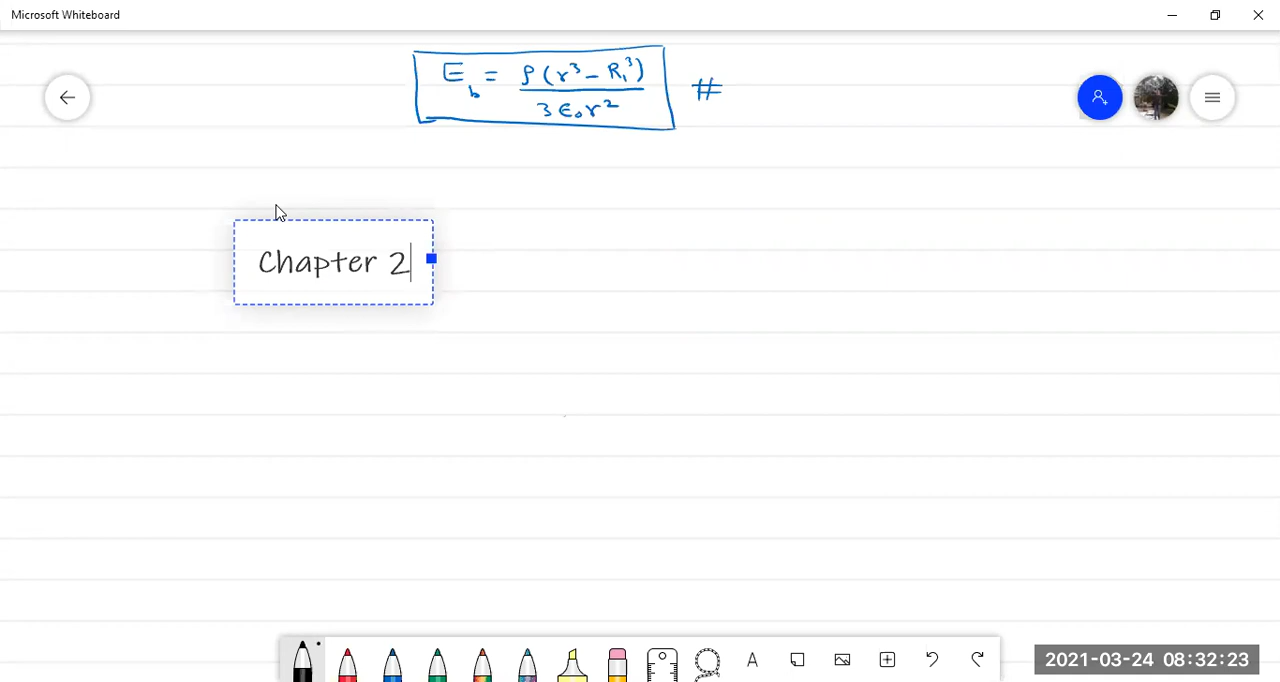 Microsoft Whiteboard
E_b = ρ(r³ - R₁³) / 3ε₀r² #
Chapter 2
A
2021-03-24 08:32:23